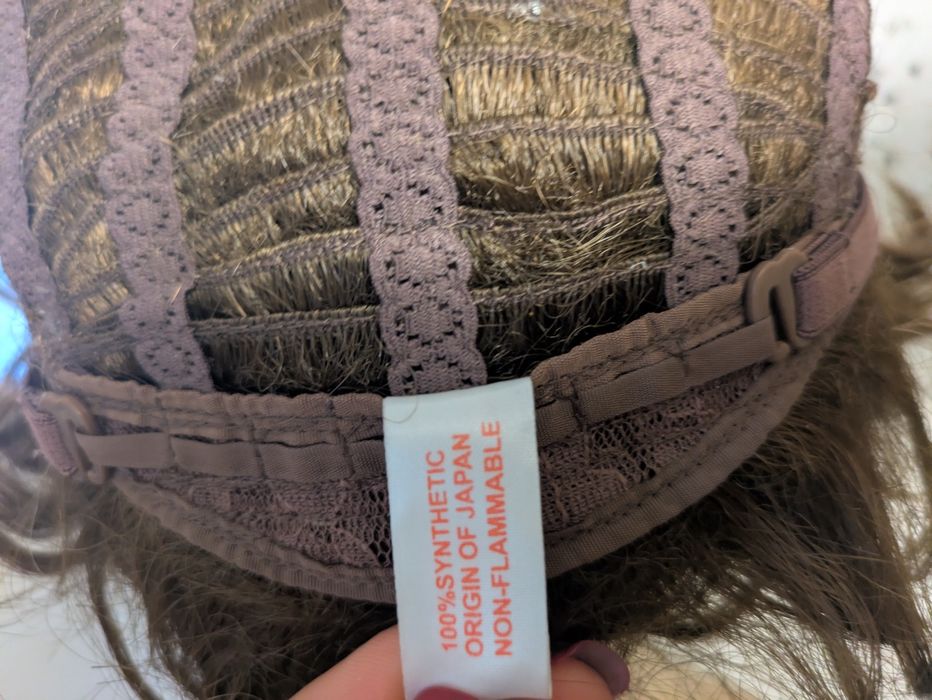 100%SYNTHETIC
ORIGIN OF JAPAN
NON-FLAMMABLE